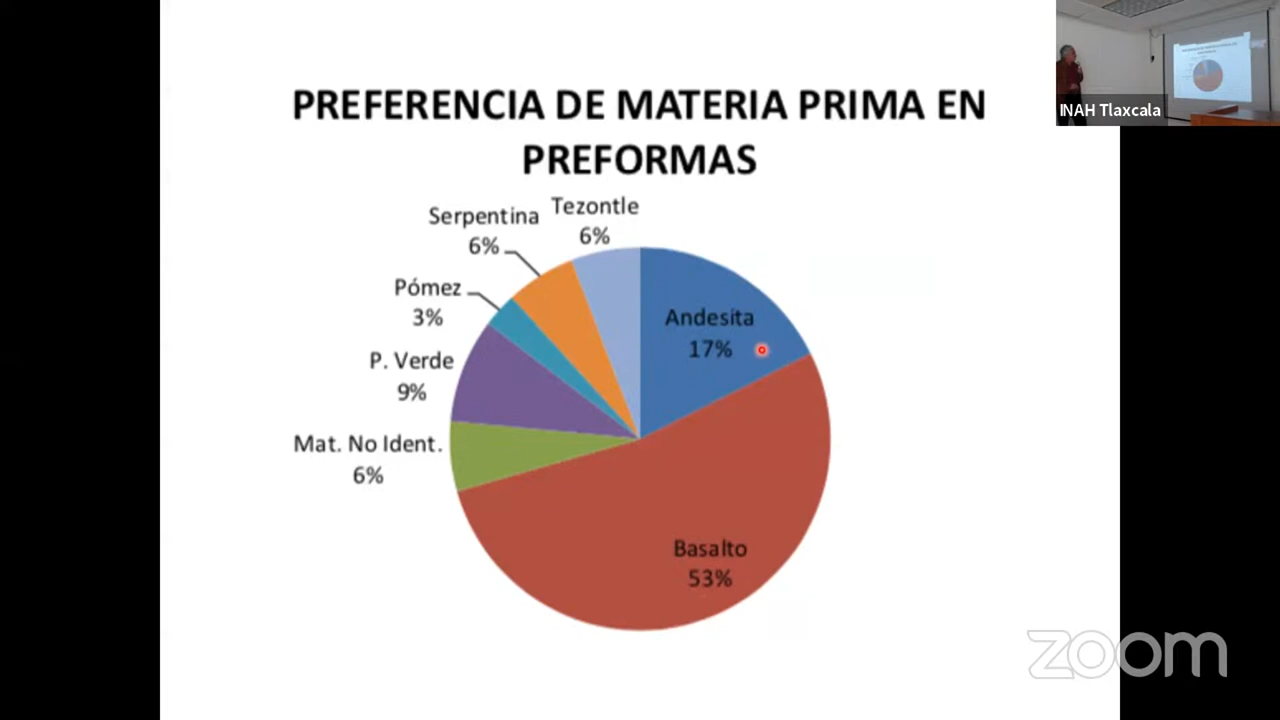 PREFERENCIA DE MATERIA PRIMA EN
PREFORMAS
Serpentina
6%
Tezontle
6%
Pómez
3%
Andesita
17%
P. Verde
9%
Mat. No Ident.
6%
Basalto
53%
INAH Tlaxcala
zoom